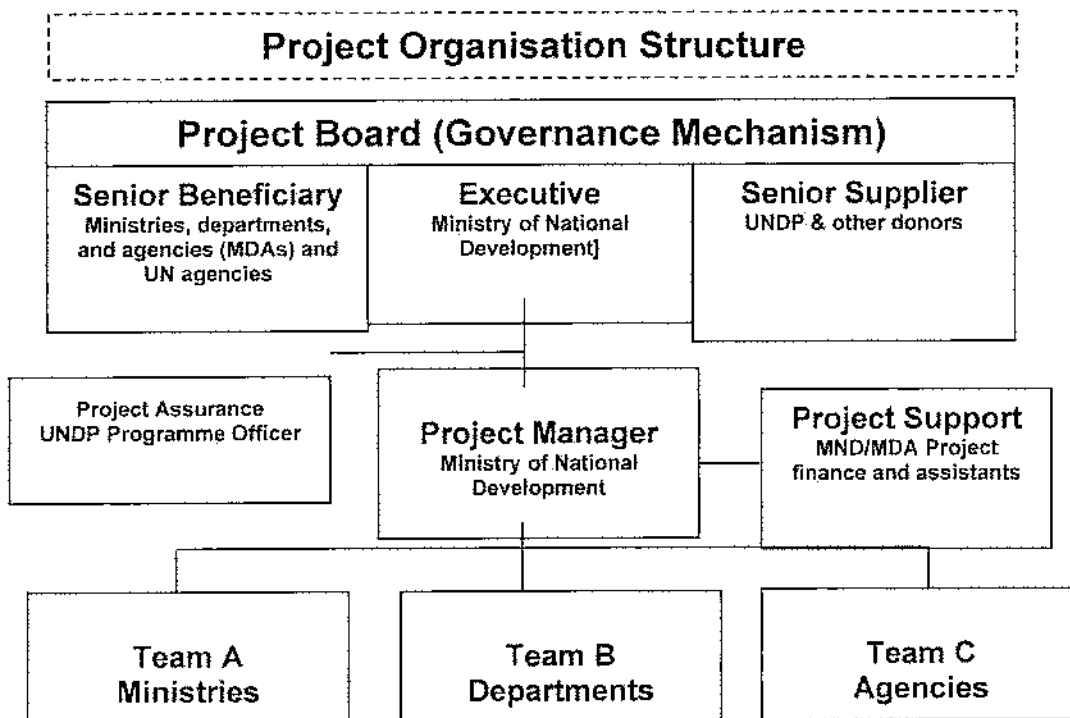 Project Organisation Structure
Project Board (Governance Mechanism)
Senior Beneficiary
Ministries, departments,
and agencies (MDAs) and
UN agencies
Executive
Ministry of National
Development]
Senior Supplier
UNDP & other donors
Project Assurance
UNDP Programme Officer
Project Manager
Ministry of National
Development
Project Support
MND/MDA Project
finance and assistants
Team A
Ministries
Team B
Departments
Team C
Agencies